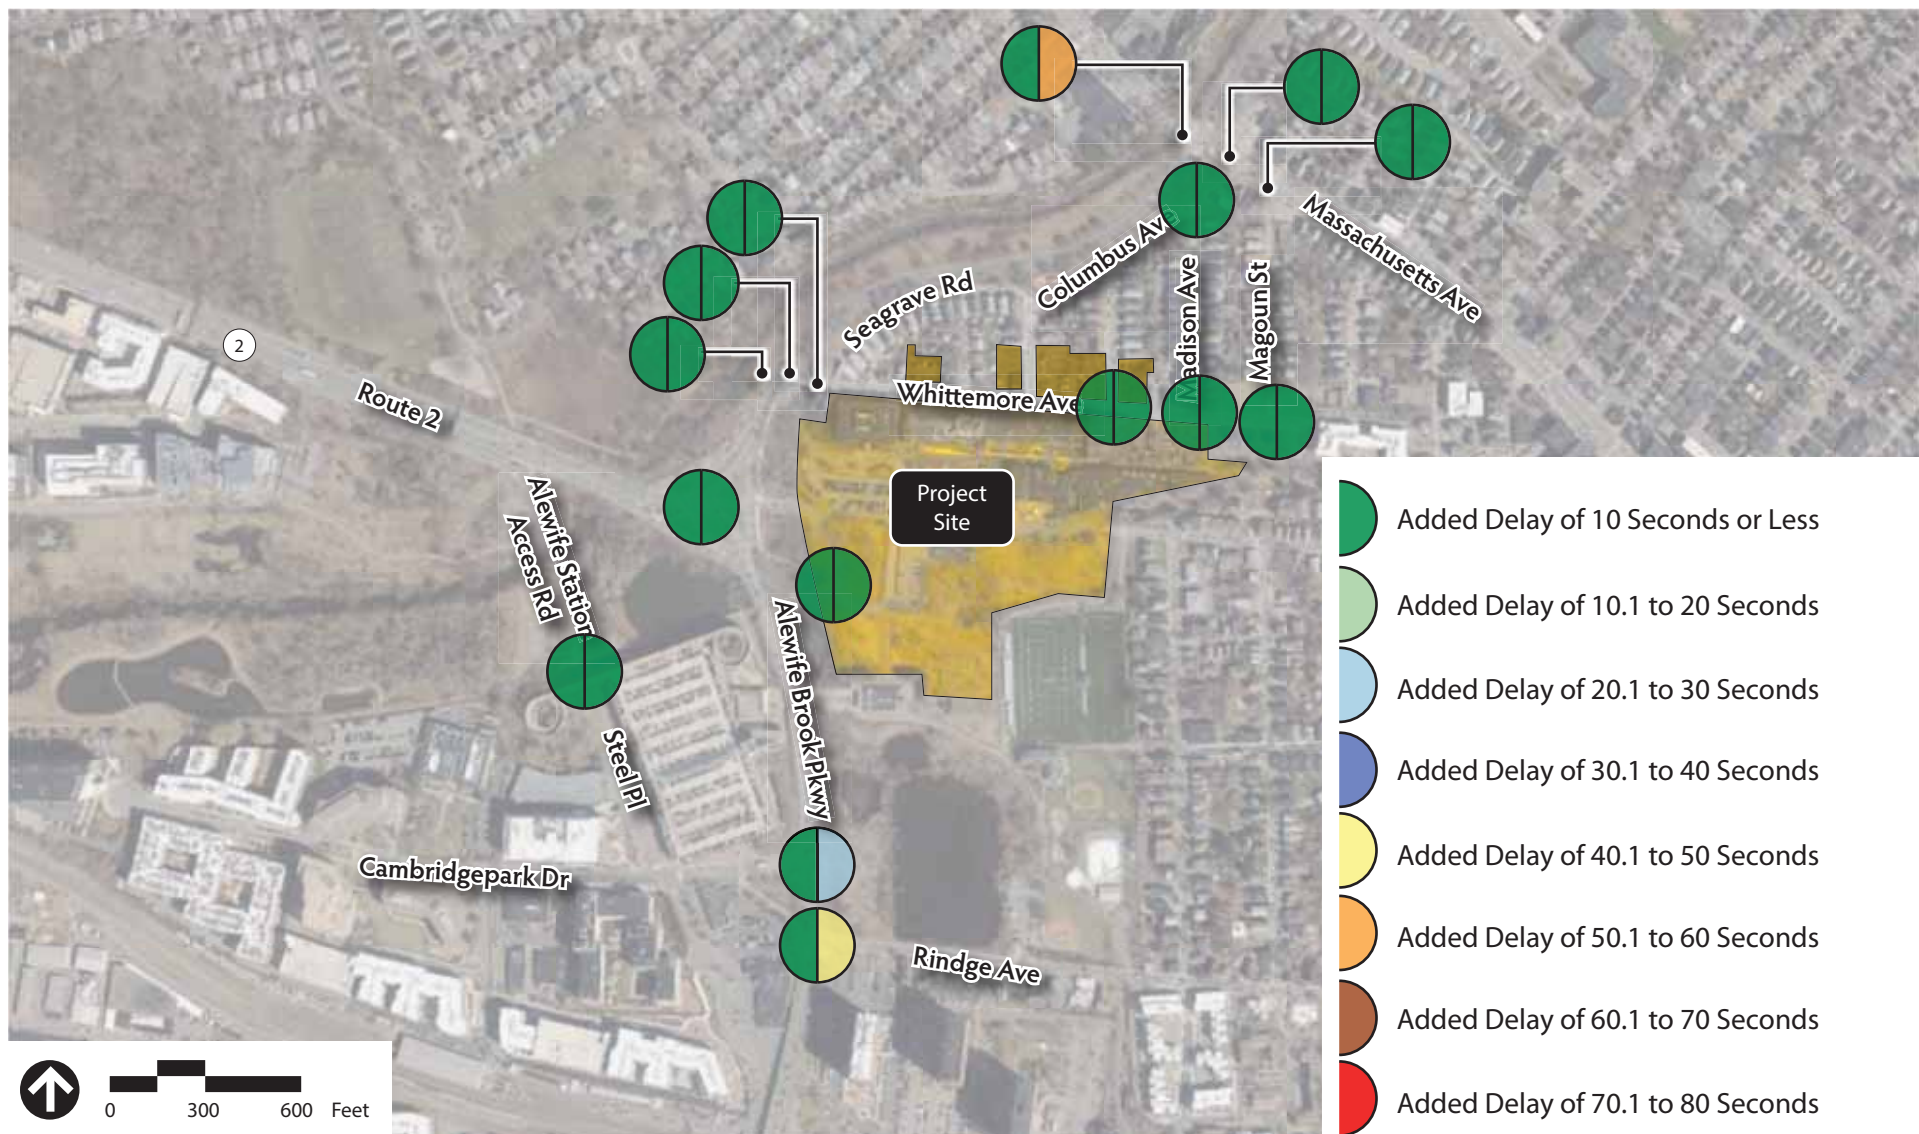 Massachusetts Ave
Columbus Av
Seagrave Rd
Madison Ave
Magoun St
2
Route 2
Whittemore Ave
Project
Site
Alewife Station
Access Rd
Alewife Brook Pkwy
Steel Pl
Cambridgepark Dr
Rindge Ave
Added Delay of 10 Seconds or Less
Added Delay of 10.1 to 20 Seconds
Added Delay of 20.1 to 30 Seconds
Added Delay of 30.1 to 40 Seconds
Added Delay of 40.1 to 50 Seconds
Added Delay of 50.1 to 60 Seconds
Added Delay of 60.1 to 70 Seconds
Added Delay of 70.1 to 80 Seconds
0 300 600 Feet